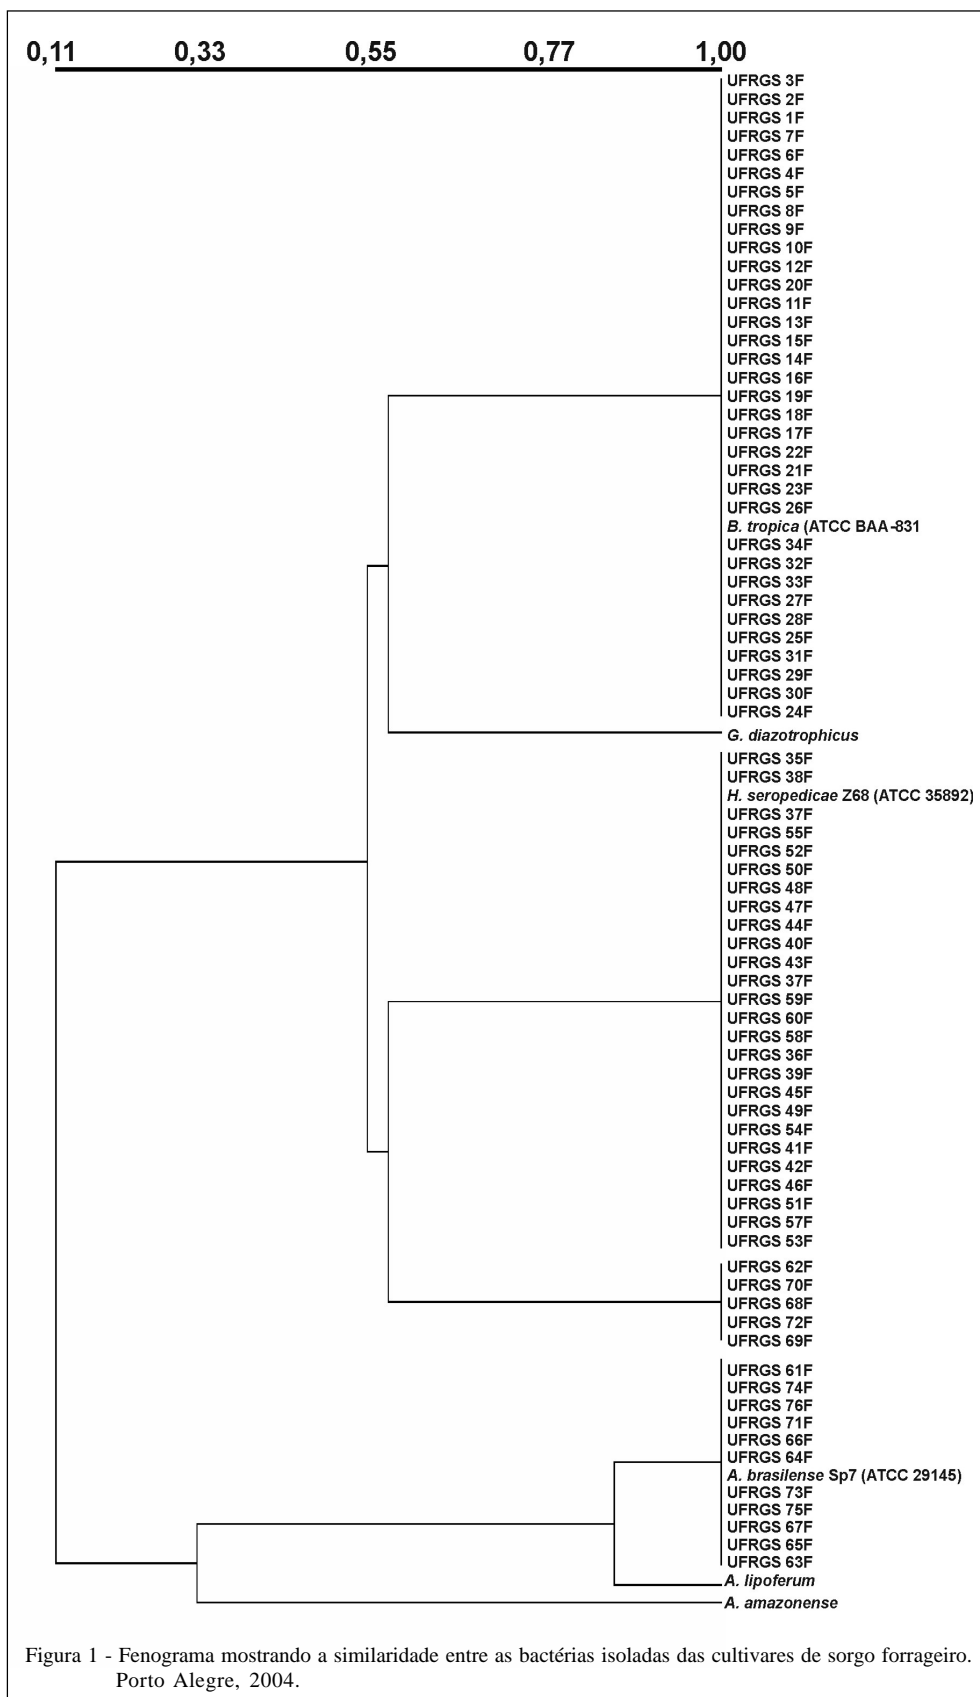 0,11 0,33 0,55 0,77 1,00
UFRGS 3F
UFRGS 2F
UFRGS 1F
UFRGS 7F
UFRGS 6F
UFRGS 4F
UFRGS 5F
UFRGS 8F
UFRGS 9F
UFRGS 10F
UFRGS 12F
UFRGS 20F
UFRGS 11F
UFRGS 13F
UFRGS 15F
UFRGS 14F
UFRGS 16F
UFRGS 19F
UFRGS 18F
UFRGS 17F
UFRGS 22F
UFRGS 21F
UFRGS 23F
UFRGS 26F
B. tropica (ATCC BAA-831
UFRGS 34F
UFRGS 32F
UFRGS 33F
UFRGS 27F
UFRGS 28F
UFRGS 25F
UFRGS 31F
UFRGS 29F
UFRGS 30F
UFRGS 24F
G. diazotrophicus
UFRGS 35F
UFRGS 38F
H. seropedicae Z68 (ATCC 35892)
UFRGS 37F
UFRGS 55F
UFRGS 52F
UFRGS 50F
UFRGS 48F
UFRGS 47F
UFRGS 44F
UFRGS 40F
UFRGS 43F
UFRGS 37F
UFRGS 59F
UFRGS 60F
UFRGS 58F
UFRGS 36F
UFRGS 39F
UFRGS 45F
UFRGS 49F
UFRGS 54F
UFRGS 41F
UFRGS 42F
UFRGS 46F
UFRGS 51F
UFRGS 57F
UFRGS 53F
UFRGS 62F
UFRGS 70F
UFRGS 68F
UFRGS 72F
UFRGS 69F
UFRGS 61F
UFRGS 74F
UFRGS 76F
UFRGS 71F
UFRGS 66F
UFRGS 64F
A. brasilense Sp7 (ATCC 29145)
UFRGS 73F
UFRGS 75F
UFRGS 67F
UFRGS 65F
UFRGS 63F
A. lipoferum
A. amazonense
Figura 1 - Fenograma mostrando a similaridade entre as bactérias isoladas das cultivares de sorgo forrageiro.
Porto Alegre, 2004.